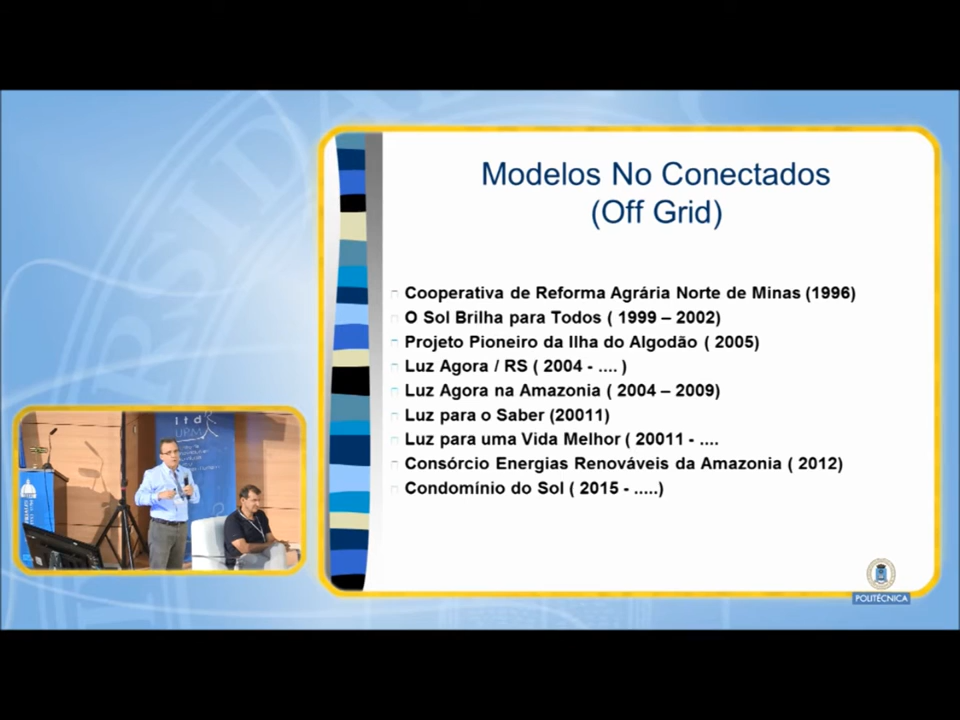 Modelos No Conectados
(Off Grid)
Cooperativa de Reforma Agrária Norte de Minas (1996)
O Sol Brilha para Todos ( 1999 – 2002)
Projeto Pioneiro da Ilha do Algodão ( 2005)
Luz Agora / RS ( 2004 - .... )
Luz Agora na Amazonia ( 2004 – 2009)
Luz para o Saber (20011)
Luz para uma Vida Melhor ( 20011 - ....
Consórcio Energias Renováveis da Amazonia ( 2012)
Condomínio do Sol ( 2015 - .....)
itd
UPM
POLITÉCNICA